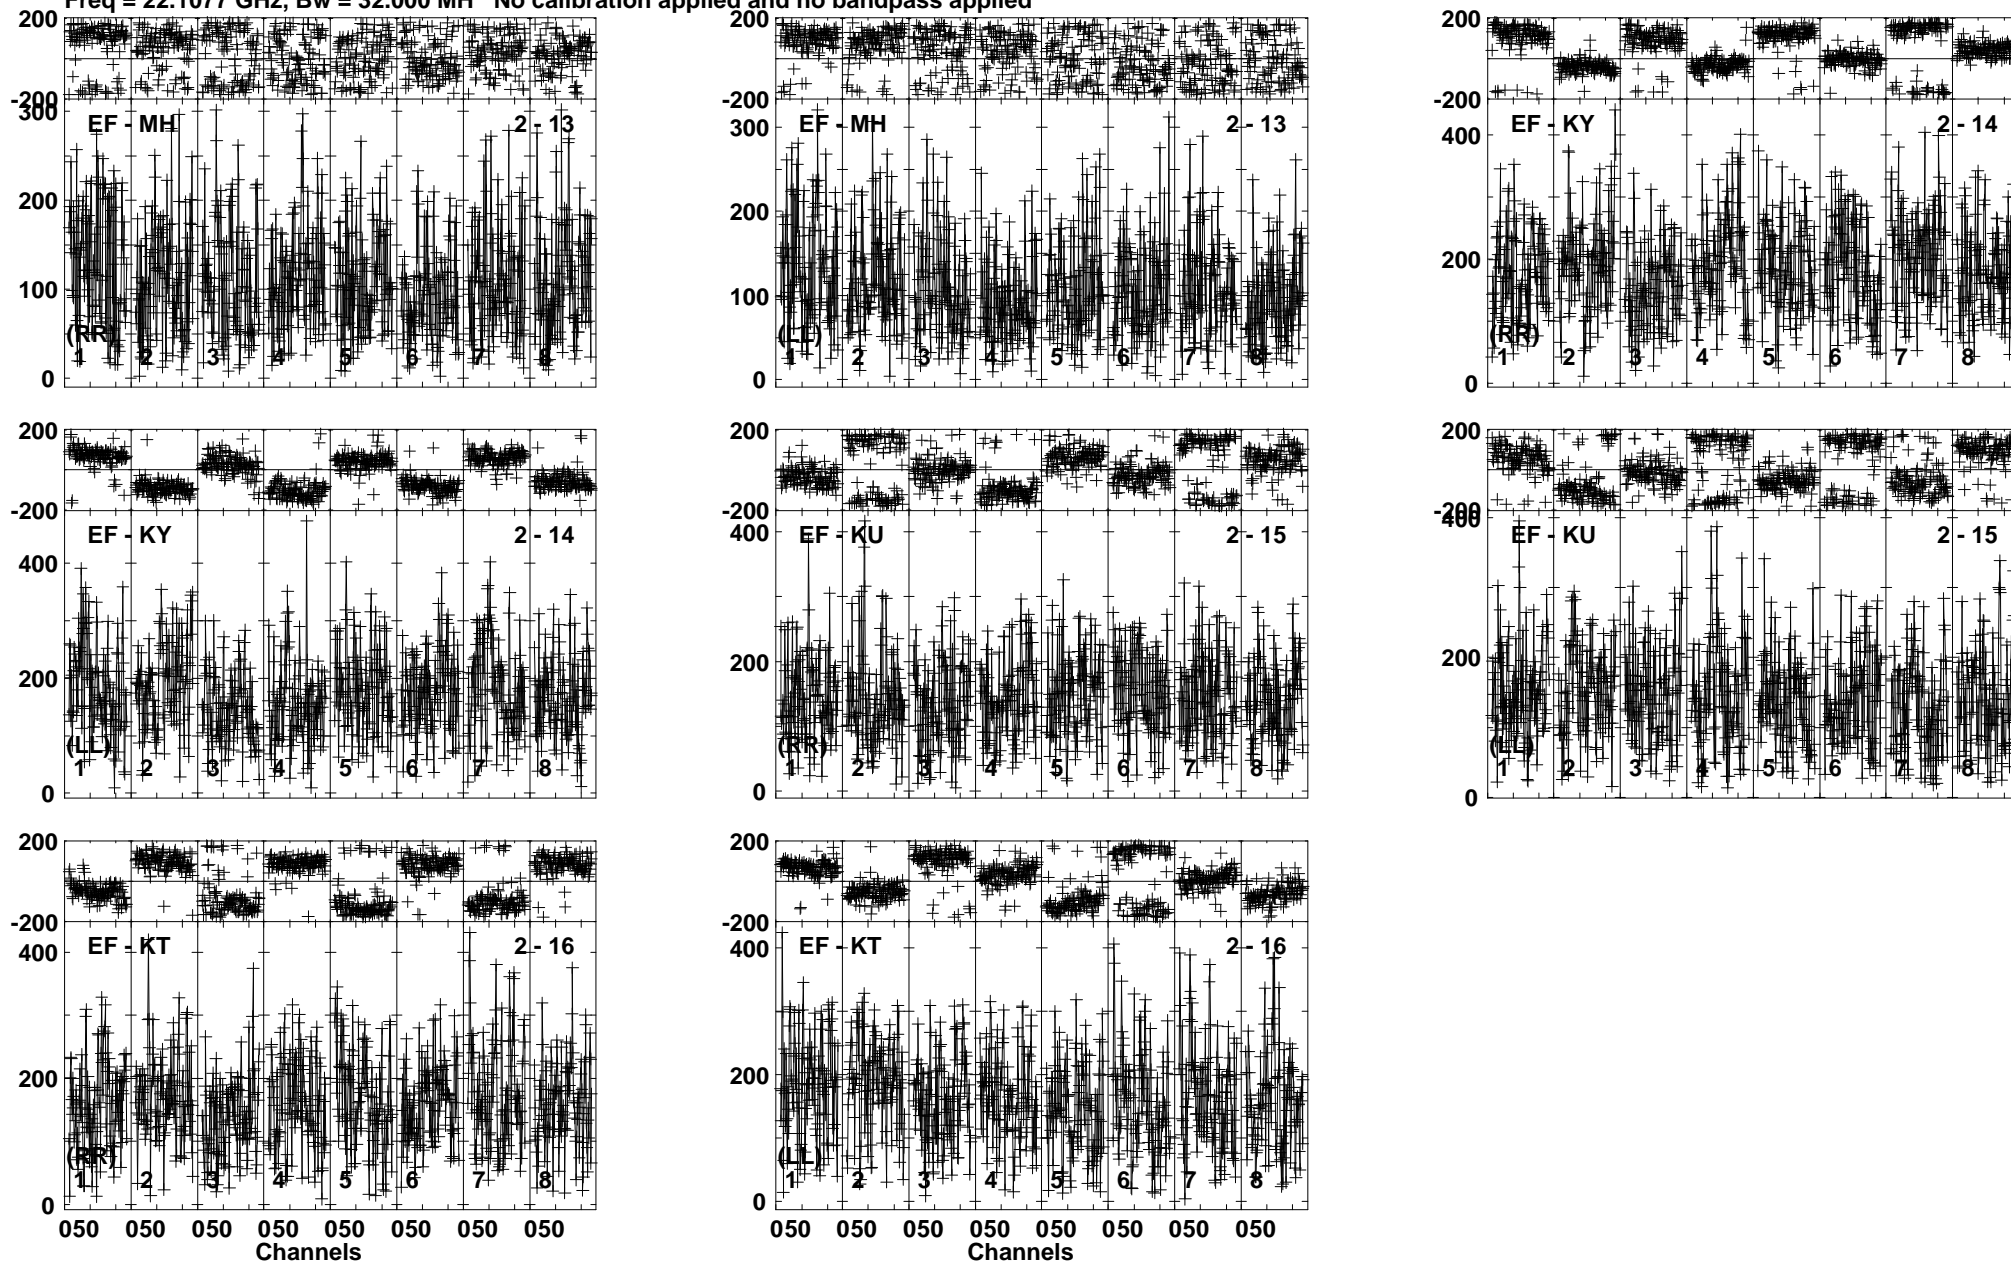 Freq = 22.1077 GHz, Bw = 32.000 MH No calibration applied and no bandpass applied
200 200 200
-200 -200 -200
EF - MH 2 - 13 EF - MH 2 - 13 EF - KY 2 - 14
300 300 400
200 200 200
100 100
(RR) (LL) (RR)
1 2 3 4 5 6 7 8 1 2 3 4 5 6 7 8 1 2 3 4 5 6 7 8
0 0 0
200 200 200
-200 -200 -200
EF - KY 2 - 14 EF - KU 2 - 15 EF - KU 2 - 15
400 400 400
200 200 200
(LL) (RR) (LL)
1 2 3 4 5 6 7 8 1 2 3 4 5 6 7 8 1 2 3 4 5 6 7 8
0 0 0
200 200
-200 -200
EF - KT 2 - 16 EF - KT 2 - 16
400 400
200 200
(RR) (LL)
1 2 3 4 5 6 7 8 1 2 3 4 5 6 7 8
0 0
050 050 050 050 050 050 050 050 050 050 050 050 050 050 050 050
Channels Channels